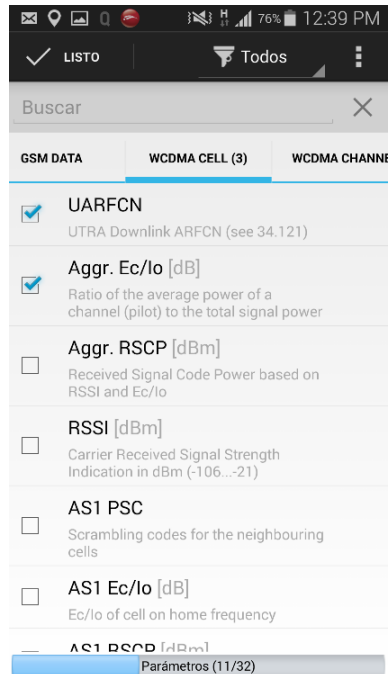 76% 12:39 PM
LISTO
Todos
Buscar
GSM DATA WCDMA CELL (3) WCDMA CHANNE
UARFCN
UTRA Downlink ARFCN (see 34.121)
Aggr. Ec/Io [dB]
Ratio of the average power of a
channel (pilot) to the total signal power
Aggr. RSCP [dBm]
Received Signal Code Power based on
RSSI and Ec/Io
RSSI [dBm]
Carrier Received Signal Strength
Indication in dBm (-106...-21)
AS1 PSC
Scrambling codes for the neighbouring
cells
AS1 Ec/Io [dB]
Ec/Io of cell on home frequency
AS1 RSCP [dBm]
Parámetros (11/32)